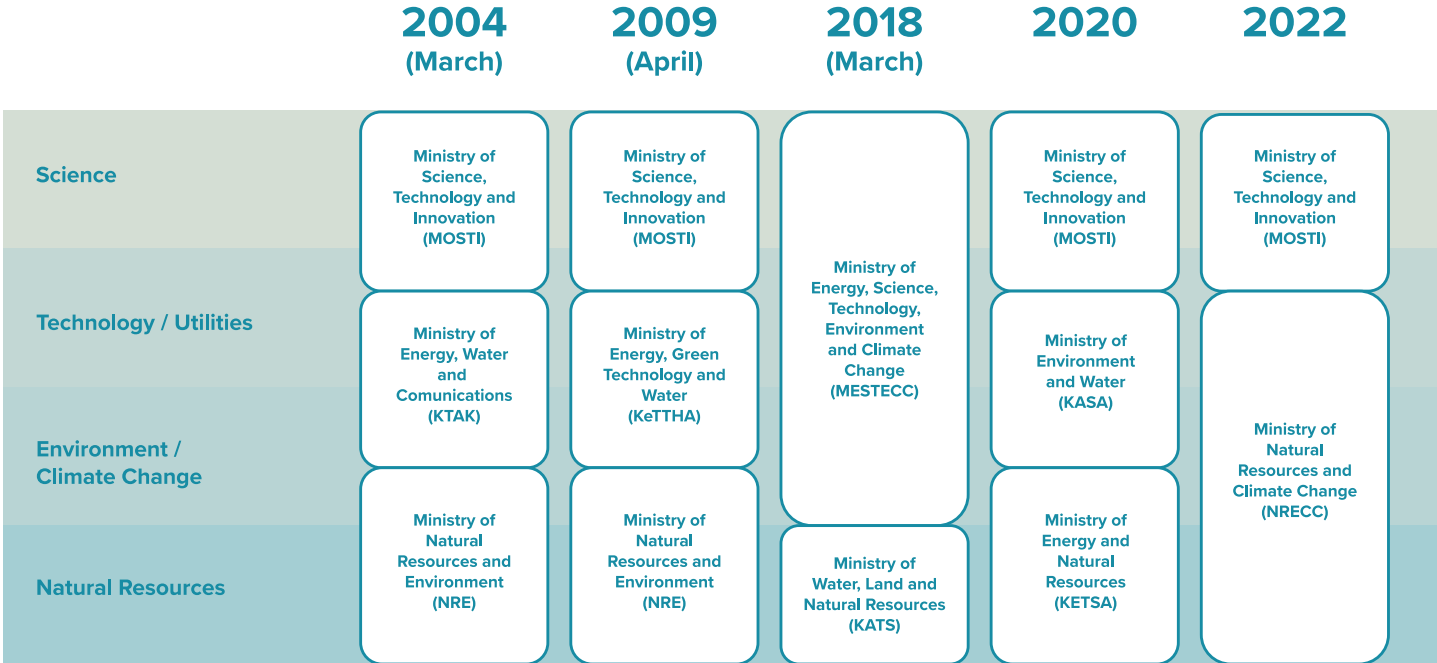 2004
(March)
2009
(April)
2018
(March)
2020
2022
Science
Technology / Utilities
Environment /
Climate Change
Natural Resources
Ministry of
Science,
Technology and
Innovation
(MOSTI)
Ministry of
Energy, Water
and
Comunications
(KTAK)
Ministry of
Natural
Resources and
Environment
(NRE)
Ministry of
Science,
Technology and
Innovation
(MOSTI)
Ministry of
Energy, Green
Technology and
Water
(KeTTHA)
Ministry of
Natural
Resources and
Environment
(NRE)
Ministry of
Energy, Science,
Technology,
Environment
and Climate
Change
(MESTECC)
Ministry of
Water, Land and
Natural Resources
(KATS)
Ministry of
Science,
Technology and
Innovation
(MOSTI)
Ministry of
Environment
and Water
(KASA)
Ministry of
Energy and
Natural
Resources
(KETSA)
Ministry of
Science,
Technology and
Innovation
(MOSTI)
Ministry of
Natural
Resources and
Climate Change
(NRECC)